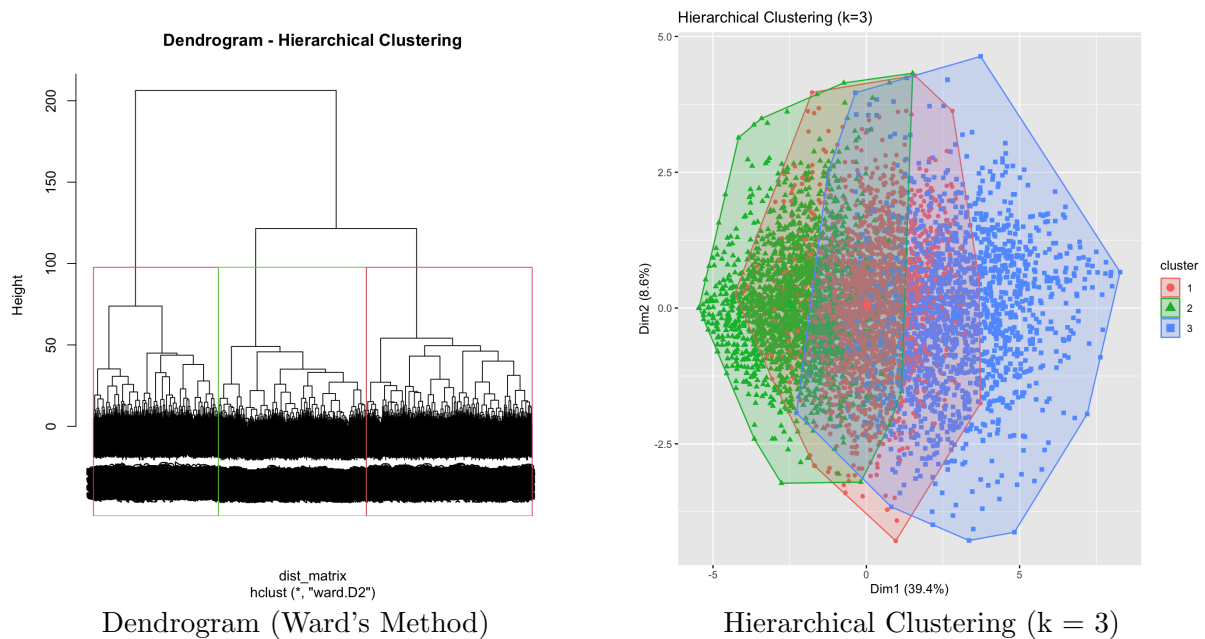 Dendrogram - Hierarchical Clustering
Height
200
150
100
50
0
dist_matrix
hclust (*, "ward.D2")
Dendrogram (Ward's Method)
Hierarchical Clustering (k=3)
Dim2 (8.6%)
5.0
2.5
0.0
-2.5
-5
0
5
Dim1 (39.4%)
cluster
1
2
3
Hierarchical Clustering (k = 3)